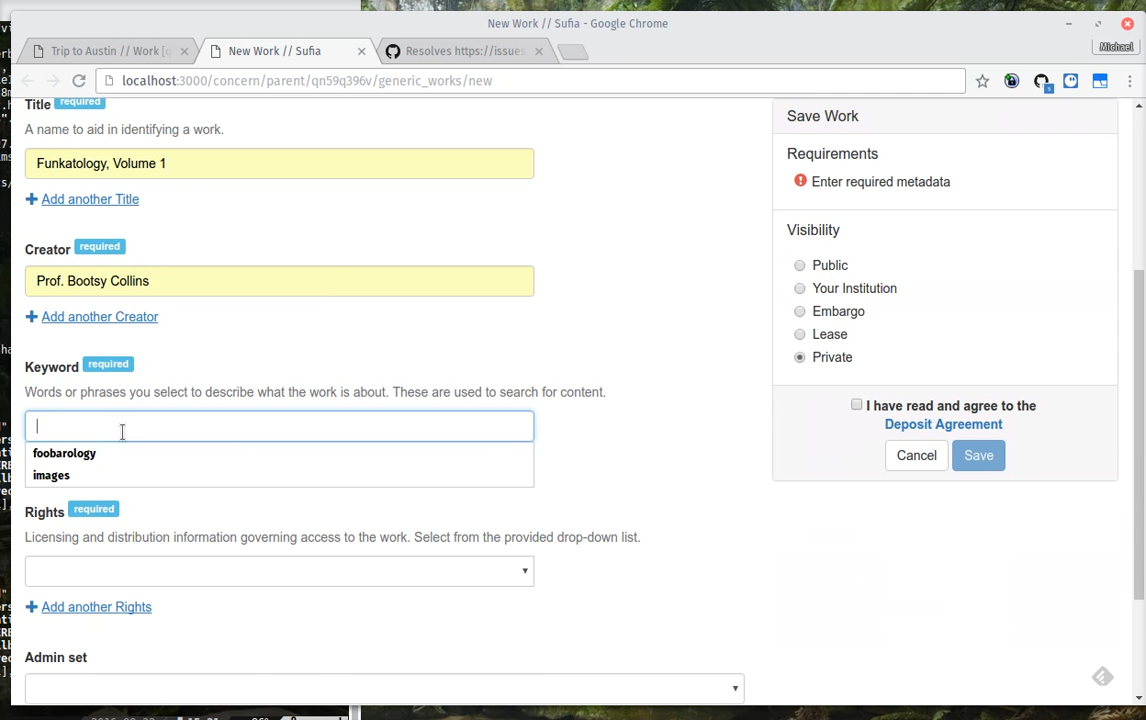 New Work // Sufia - Google Chrome
Trip to Austin // Work [
New Work // Sufia
Resolves https://issues.
Michael
localhost:3000/concern/parent/qn59q396v/generic_works/new
Title required
A name to aid in identifying a work.
Funkatology, Volume 1
Add another Title
Creator required
Prof. Bootsy Collins
Add another Creator
Keyword required
Words or phrases you select to describe what the work is about. These are used to search for content.
foobarology
images
Rights required
Licensing and distribution information governing access to the work. Select from the provided drop-down list.
Add another Rights
Admin set
Save Work
Requirements
Enter required metadata
Visibility
Public
Your Institution
Embargo
Lease
Private
I have read and agree to the
Deposit Agreement
Cancel Save